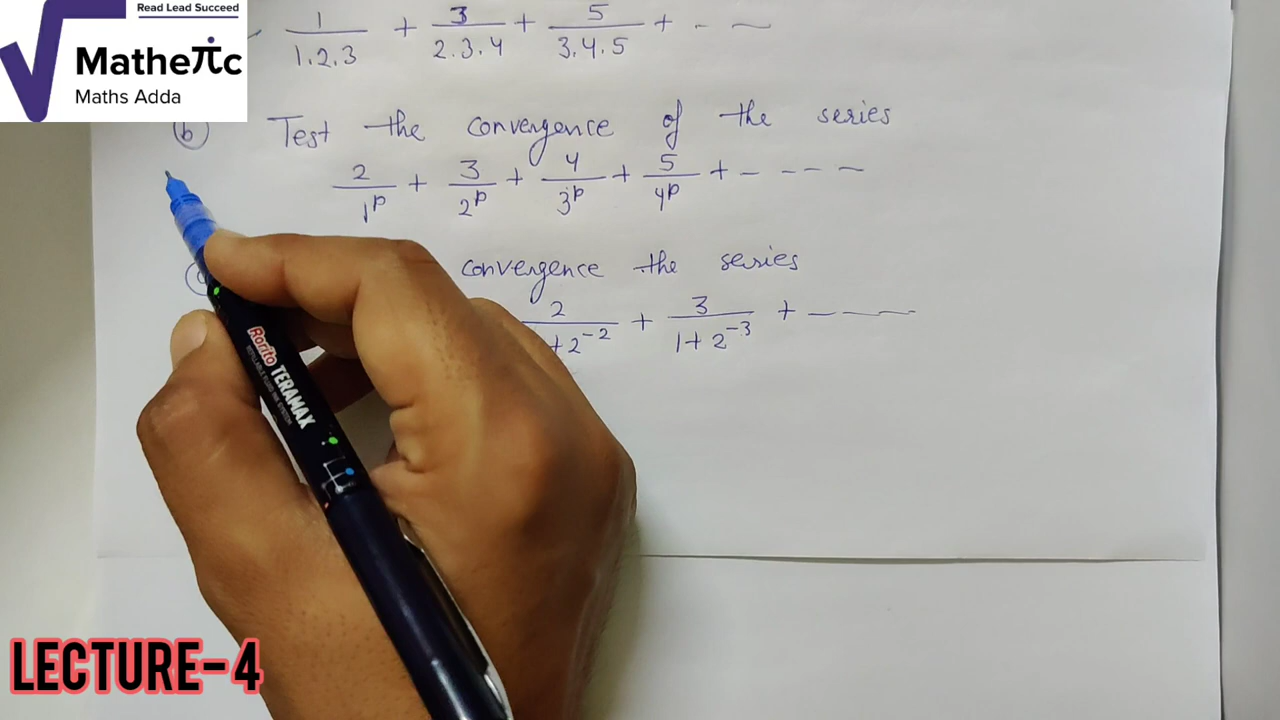 Read Lead Succeed
Matheπc
Maths Adda
1/1.2.3 + 3/2.3.4 + 5/3.4.5 + - ~
(b) Test the convergence of the series
2/1^p + 3/2^p + 4/3^p + 5/4^p + - - - -
convergence the series
2/ +2^-2 + 3/1+2^-3 + - - - -
Rorito TERAMAX
LECTURE-4